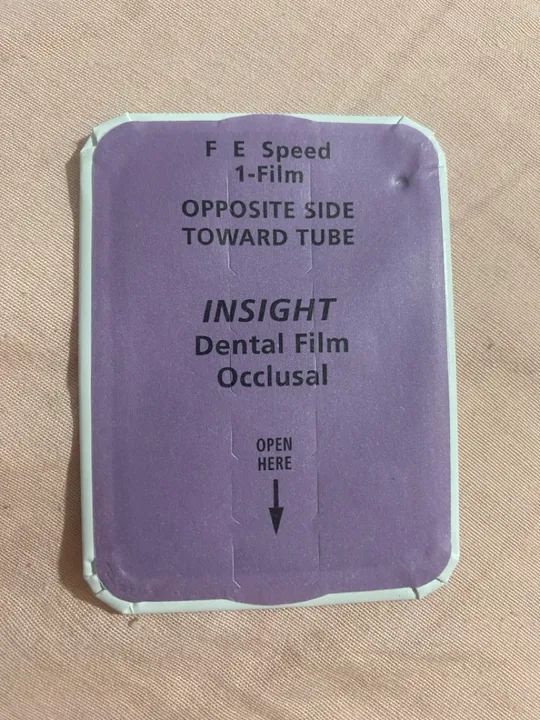 F E Speed
1-Film
OPPOSITE SIDE
TOWARD TUBE
INSIGHT
Dental Film
Occlusal
OPEN
HERE